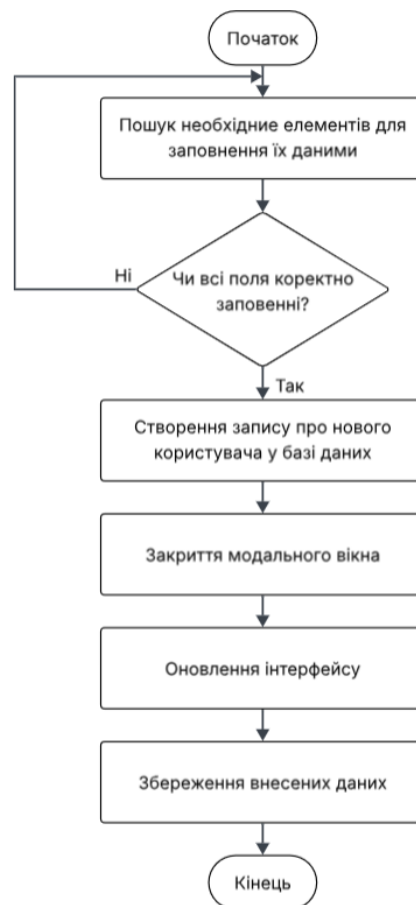 Початок
Пошук необхідние елементів для
заповнення їх даними
Ні
Чи всі поля коректно
заповенні?
Так
Створення запису про нового
користувача у базі даних
Закриття модального вікна
Оновлення інтерфейсу
Збереження внесених даних
Кінець